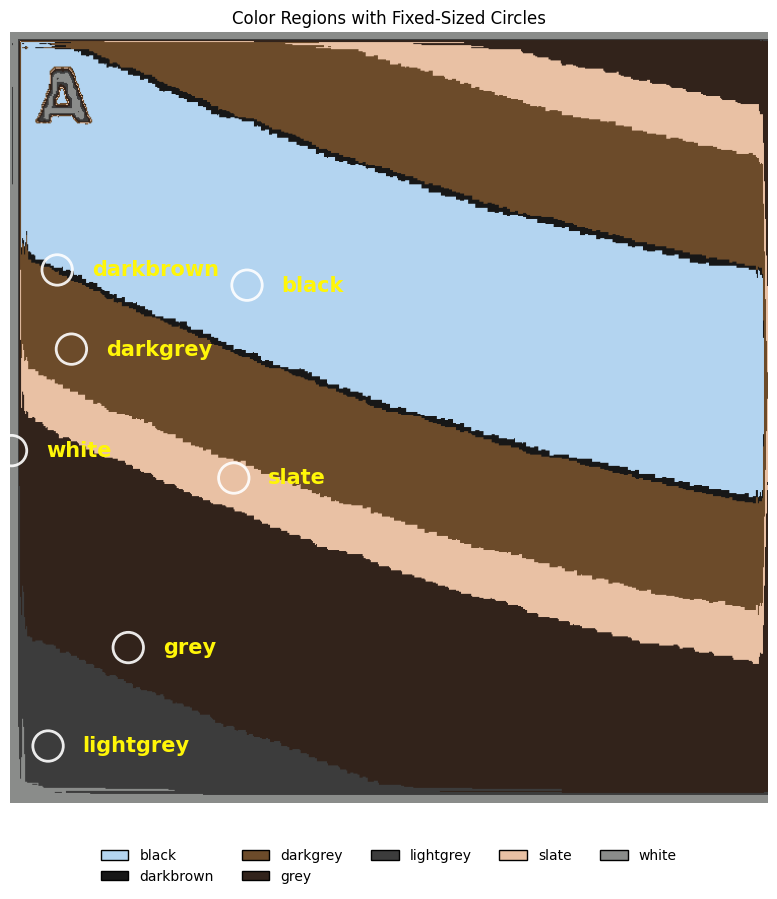 Color Regions with Fixed-Sized Circles
A
darkbrown
black
darkgrey
white
slate
grey
lightgrey
black darkgrey lightgrey slate white
darkbrown grey